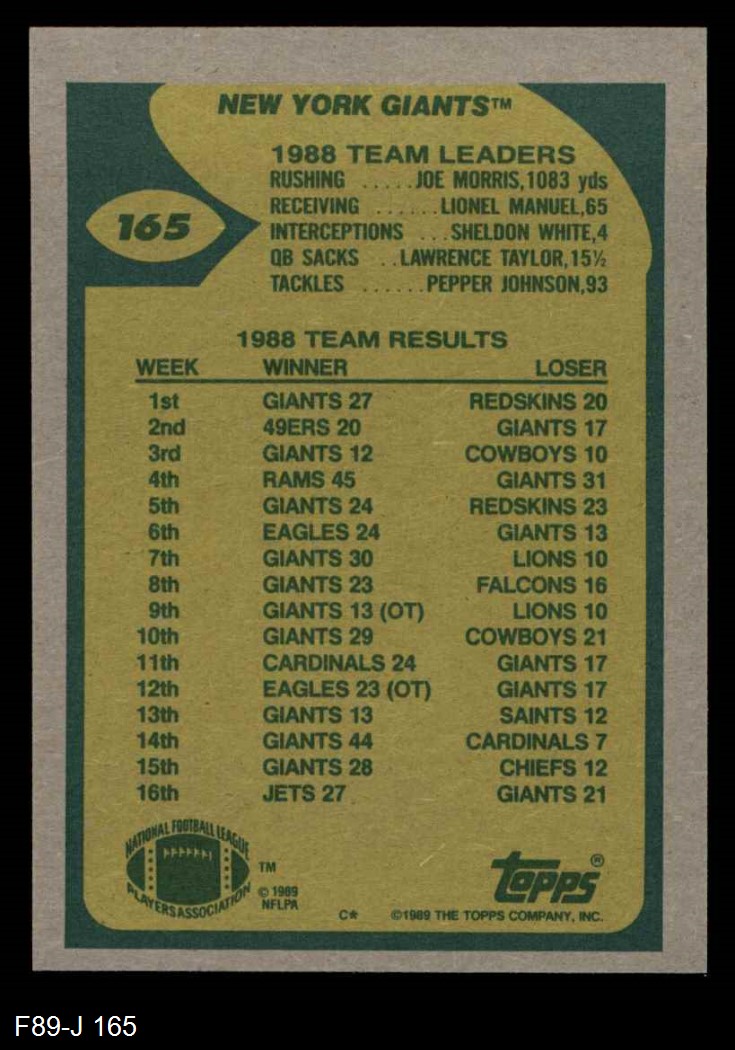 NEW YORK GIANTS™
1988 TEAM LEADERS
RUSHING .....JOE MORRIS,1083 yds
RECEIVING ......LIONEL MANUEL,65
165
INTERCEPTIONS ...SHELDON WHITE,4
QB SACKS ..LAWRENCE TAYLOR,15½
TACKLES ......PEPPER JOHNSON,93
1988 TEAM RESULTS
WEEK WINNER LOSER
1st GIANTS 27 REDSKINS 20
2nd 49ERS 20 GIANTS 17
3rd GIANTS 12 COWBOYS 10
4th RAMS 45 GIANTS 31
5th GIANTS 24 REDSKINS 23
6th EAGLES 24 GIANTS 13
7th GIANTS 30 LIONS 10
8th GIANTS 23 FALCONS 16
9th GIANTS 13 (OT) LIONS 10
10th GIANTS 29 COWBOYS 21
11th CARDINALS 24 GIANTS 17
12th EAGLES 23 (OT) GIANTS 17
13th GIANTS 13 SAINTS 12
14th GIANTS 44 CARDINALS 7
15th GIANTS 28 CHIEFS 12
16th JETS 27 GIANTS 21
NATIONAL FOOTBALL LEAGUE
PLAYERS ASSOCIATION
TM
© 1989
NFLPA
topps®
C* ©1989 THE TOPPS COMPANY, INC.
F89-J 165